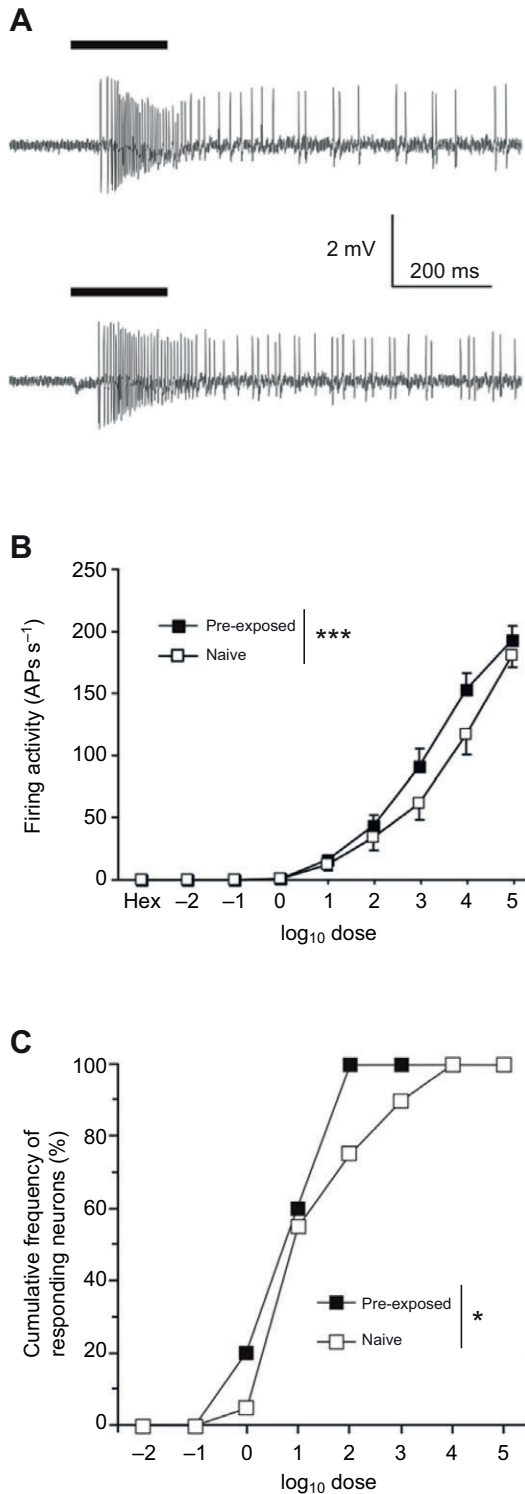 A
2 mV
200 ms
B
250
200
150
100
50
0
Firing activity (APs s⁻¹)
Pre-exposed
Naive
***
Hex –2 –1 0 1 2 3 4 5
log₁₀ dose
C
100
80
60
40
20
0
Cumulative frequency of
responding neurons (%)
Pre-exposed
Naive
*
–2 –1 0 1 2 3 4 5
log₁₀ dose